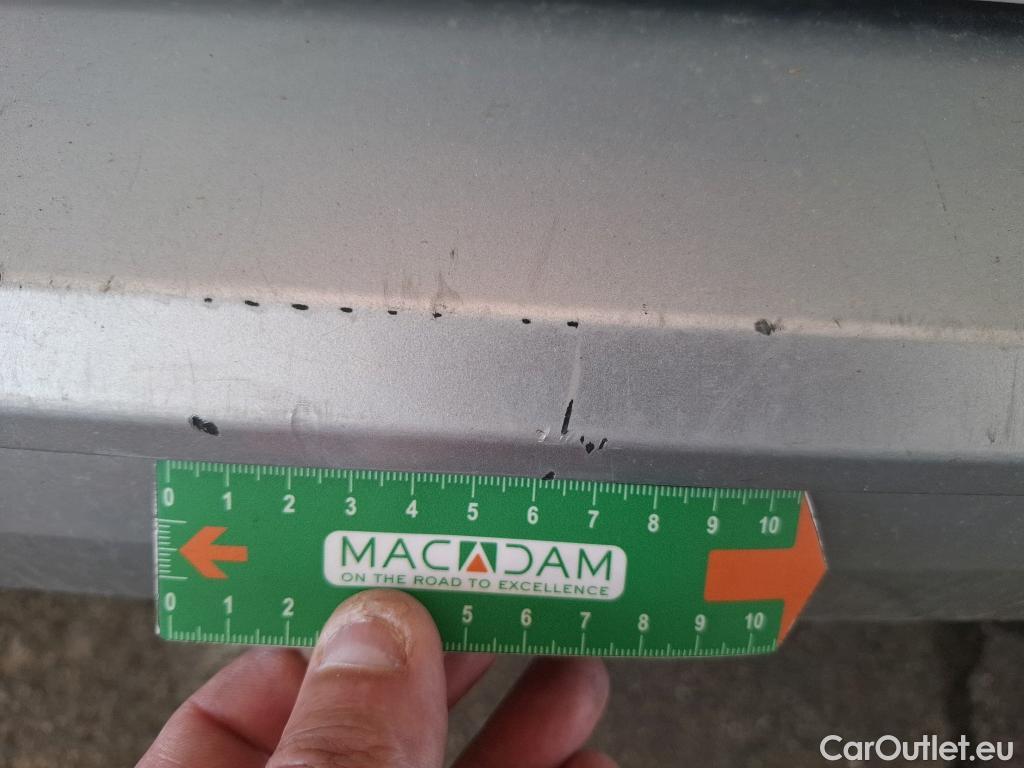 0 1 2 3 4 5 6 7 8 9 10
MACADAM
ON THE ROAD TO EXCELLENCE
0 1 2 5 6 7 8 9 10
CarOutlet.eu